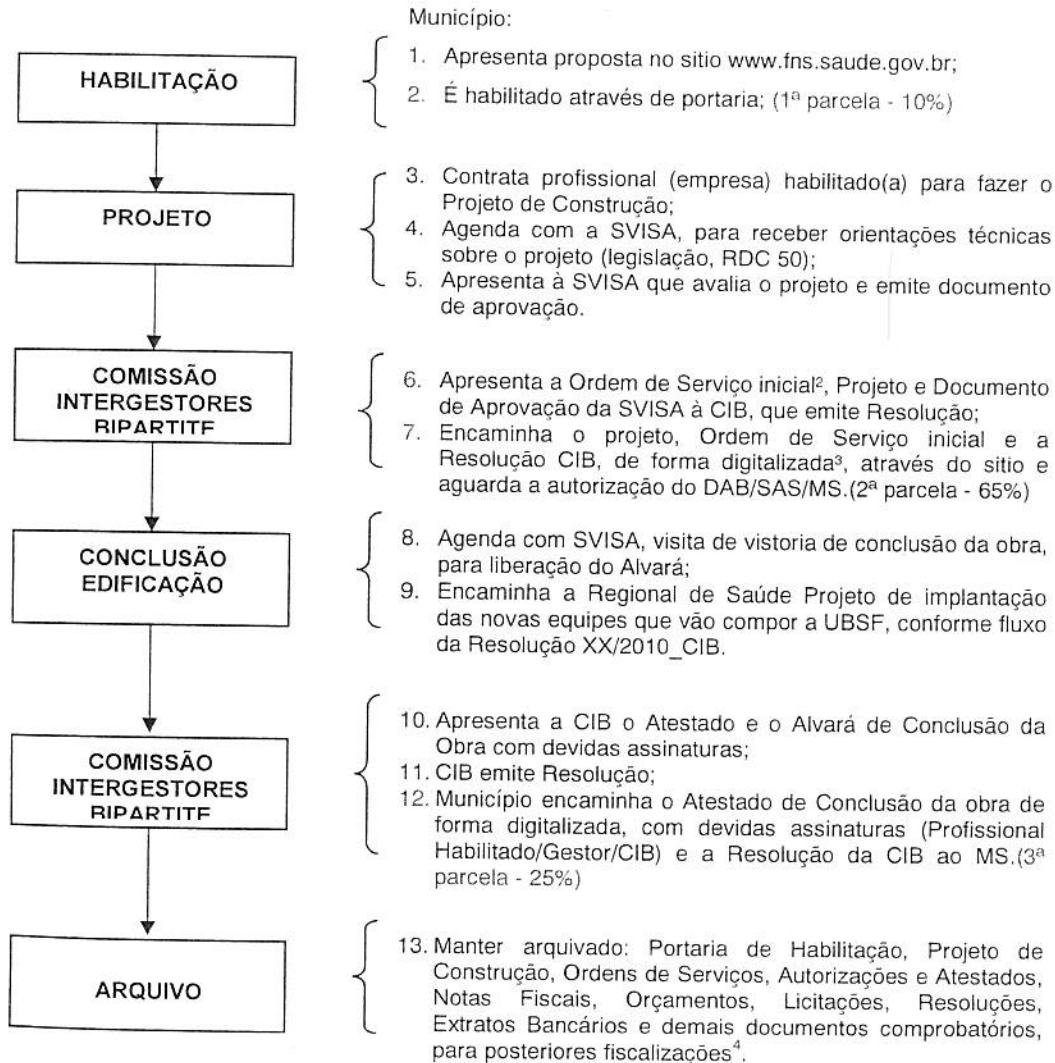 Município:
HABILITAÇÃO
1. Apresenta proposta no sitio www.fns.saude.gov.br;
2. É habilitado através de portaria; (1ª parcela - 10%)
PROJETO
3. Contrata profissional (empresa) habilitado(a) para fazer o
Projeto de Construção;
4. Agenda com a SVISA, para receber orientações técnicas
sobre o projeto (legislação, RDC 50);
5. Apresenta à SVISA que avalia o projeto e emite documento
de aprovação.
COMISSÃO
INTERGESTORES
RIPARTITF
6. Apresenta a Ordem de Serviço inicial², Projeto e Documento
de Aprovação da SVISA à CIB, que emite Resolução;
7. Encaminha o projeto, Ordem de Serviço inicial e a
Resolução CIB, de forma digitalizada³, através do sitio e
aguarda a autorização do DAB/SAS/MS.(2ª parcela - 65%)
CONCLUSÃO
EDIFICAÇÃO
8. Agenda com SVISA, visita de vistoria de conclusão da obra,
para liberação do Alvará;
9. Encaminha a Regional de Saúde Projeto de implantação
das novas equipes que vão compor a UBSF, conforme fluxo
da Resolução XX/2010_CIB.
COMISSÃO
INTERGESTORES
RIPARTITF
10. Apresenta a CIB o Atestado e o Alvará de Conclusão da
Obra com devidas assinaturas;
11. CIB emite Resolução;
12. Município encaminha o Atestado de Conclusão da obra de
forma digitalizada, com devidas assinaturas (Profissional
Habilitado/Gestor/CIB) e a Resolução da CIB ao MS.(3ª
parcela - 25%)
ARQUIVO
13. Manter arquivado: Portaria de Habilitação, Projeto de
Construção, Ordens de Serviços, Autorizações e Atestados,
Notas Fiscais, Orçamentos, Licitações, Resoluções,
Extratos Bancários e demais documentos comprobatórios,
para posteriores fiscalizações⁴.